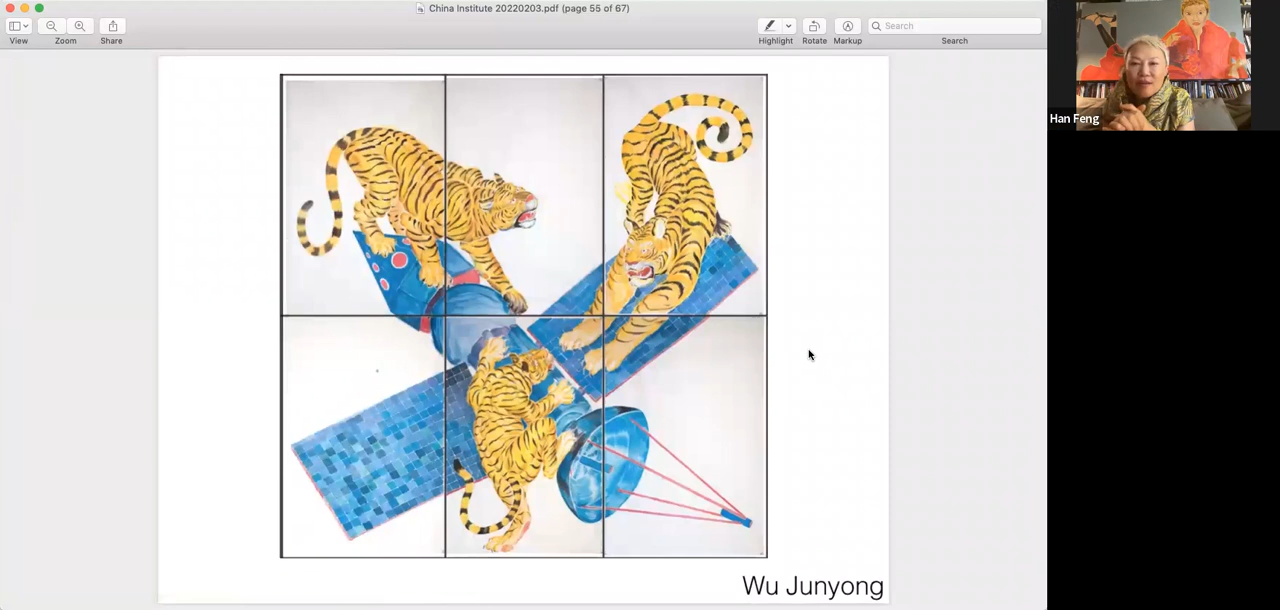 China Institute 20220203.pdf (page 55 of 67)
View
Zoom
Share
Highlight
Rotate
Markup
Search
Search
Han Feng
Wu Junyong